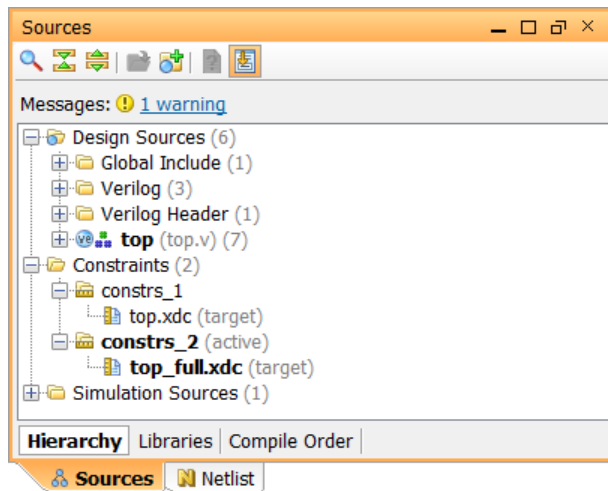 Sources
Messages: 1 warning
Design Sources (6)
Global Include (1)
Verilog (3)
Verilog Header (1)
ve top (top.v) (7)
Constraints (2)
constrs_1
top.xdc (target)
constrs_2 (active)
top_full.xdc (target)
Simulation Sources (1)
Hierarchy Libraries Compile Order
Sources Netlist